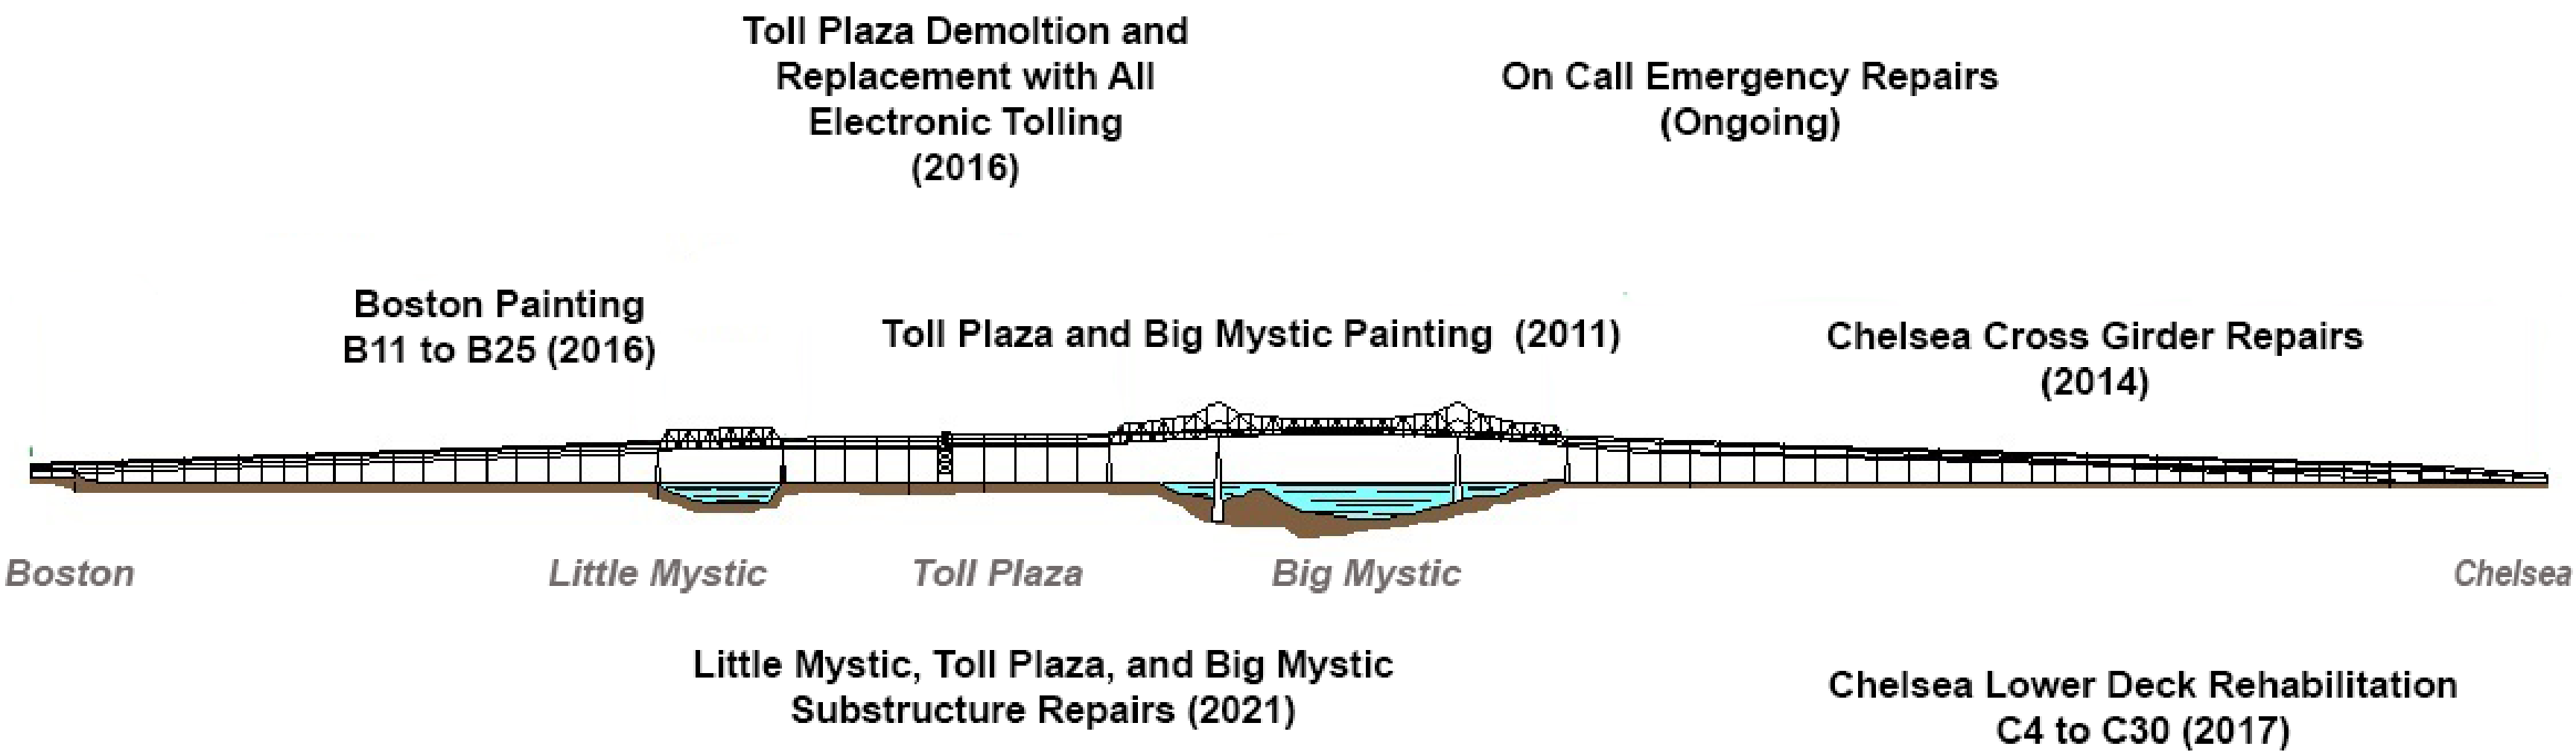 Toll Plaza Demoltion and
Replacement with All
Electronic Tolling
(2016)
On Call Emergency Repairs
(Ongoing)
Boston Painting
B11 to B25 (2016)
Toll Plaza and Big Mystic Painting (2011)
Chelsea Cross Girder Repairs
(2014)
Boston
Little Mystic
Toll Plaza
Big Mystic
Chelsea
Little Mystic, Toll Plaza, and Big Mystic
Substructure Repairs (2021)
Chelsea Lower Deck Rehabilitation
C4 to C30 (2017)